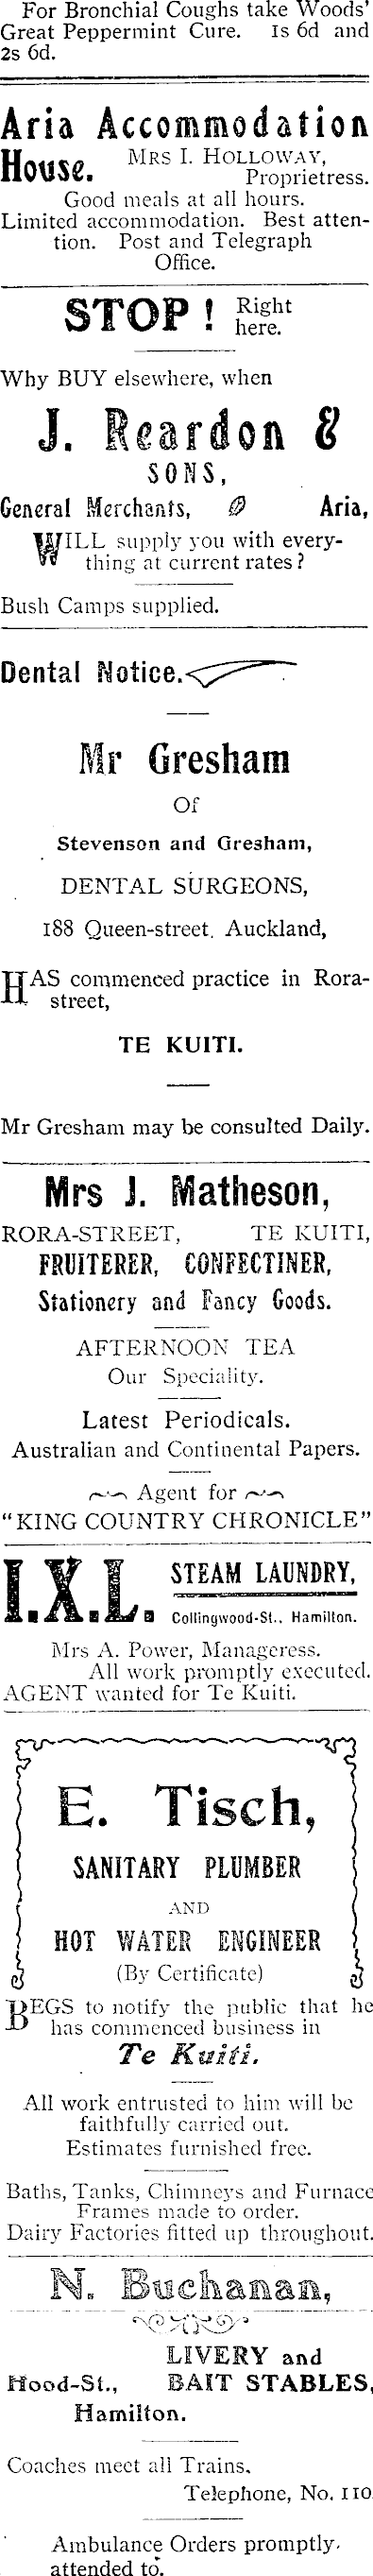 For Bronchial Coughs take Woods'
Great Peppermint Cure. 1s 6d and
2s 6d.
Aria Accommodation
House. MRS I. HOLLOWAY,
Proprietress.
Good meals at all hours.
Limited accommodation. Best atten-
tion. Post and Telegraph
Office.
STOP! Right
here.
Why BUY elsewhere, when
J. Reardon &
SONS,
General Merchants, Aria,
WILL supply you with every-
thing at current rates?
Bush Camps supplied.
Dental Notice.
Mr Gresham
Of
Stevenson and Gresham,
DENTAL SURGEONS,
188 Queen-street. Auckland,
HAS commenced practice in Rora-
street,
TE KUITI.
Mr Gresham may be consulted Daily.
Mrs J. Matheson,
RORA-STREET, TE KUITI,
FRUITERER, CONFECTINER,
Stationery and Fancy Goods.
AFTERNOON TEA
Our Speciality.
Latest Periodicals.
Australian and Continental Papers.
Agent for
"KING COUNTRY CHRONICLE"
I.X.L. STEAM LAUNDRY,
Collingwood-St., Hamilton.
Mrs A. Power, Manageress.
All work promptly executed.
AGENT wanted for Te Kuiti.
E. Tisch,
SANITARY PLUMBER
AND
HOT WATER ENGINEER
(By Certificate)
BEGS to notify the public that he
has commenced business in
Te Kuiti.
All work entrusted to him will be
faithfully carried out.
Estimates furnished free.
Baths, Tanks, Chimneys and Furnace
Frames made to order.
Dairy Factories fitted up throughout.
N. Buchanan,
LIVERY and
Hood-St., BAIT STABLES,
Hamilton.
Coaches meet all Trains.
Telephone, No. 110
Ambulance Orders promptly
attended to.